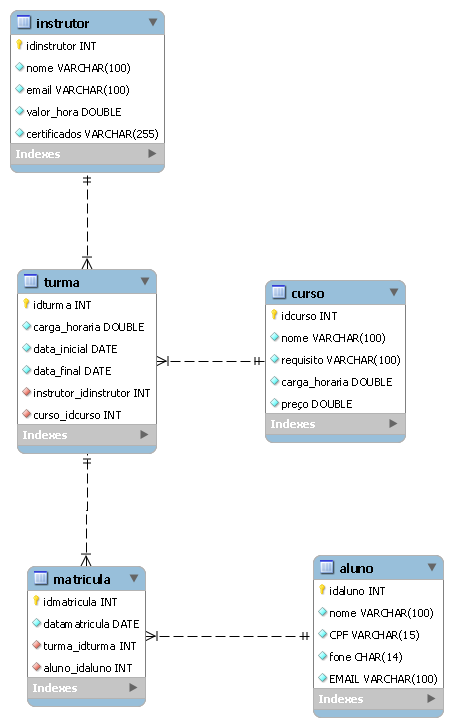 instrutor
idinstrutor INT
nome VARCHAR(100)
email VARCHAR(100)
valor_hora DOUBLE
certificados VARCHAR(255)
Indexes
turma
idturma INT
carga_horaria DOUBLE
data_inicial DATE
data_final DATE
instrutor_idinstrutor INT
curso_idcurso INT
Indexes
curso
idcurso INT
nome VARCHAR(100)
requisito VARCHAR(100)
carga_horaria DOUBLE
preço DOUBLE
Indexes
matricula
idmatricula INT
datamatricula DATE
turma_idturma INT
aluno_idaluno INT
Indexes
aluno
idaluno INT
nome VARCHAR(100)
CPF VARCHAR(15)
fone CHAR(14)
EMAIL VARCHAR(100)
Indexes